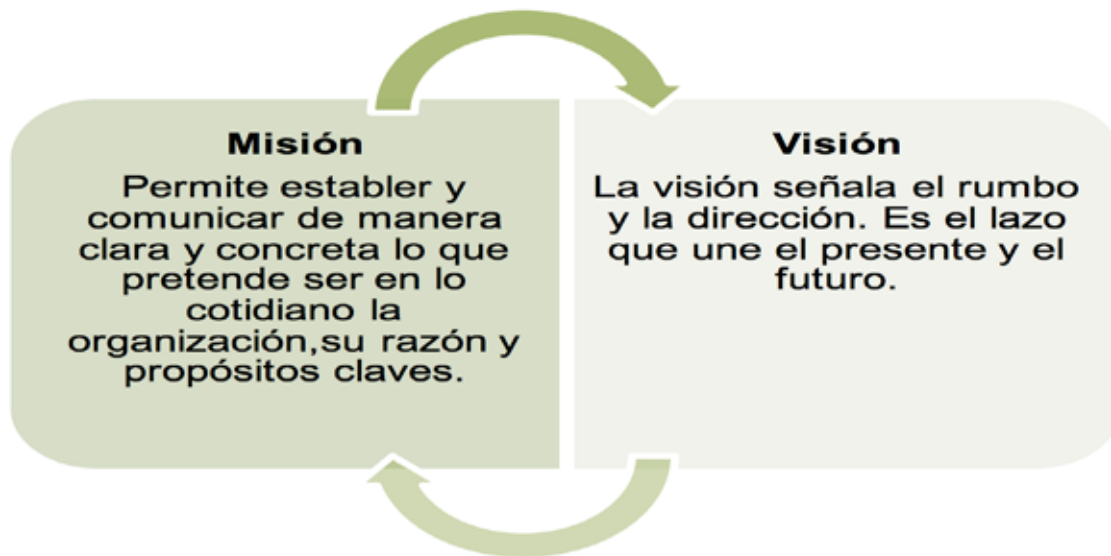 Misión
Permite establer y
comunicar de manera
clara y concreta lo que
pretende ser en lo
cotidiano la
organización,su razón y
propósitos claves.
Visión
La visión señala el rumbo
y la dirección. Es el lazo
que une el presente y el
futuro.